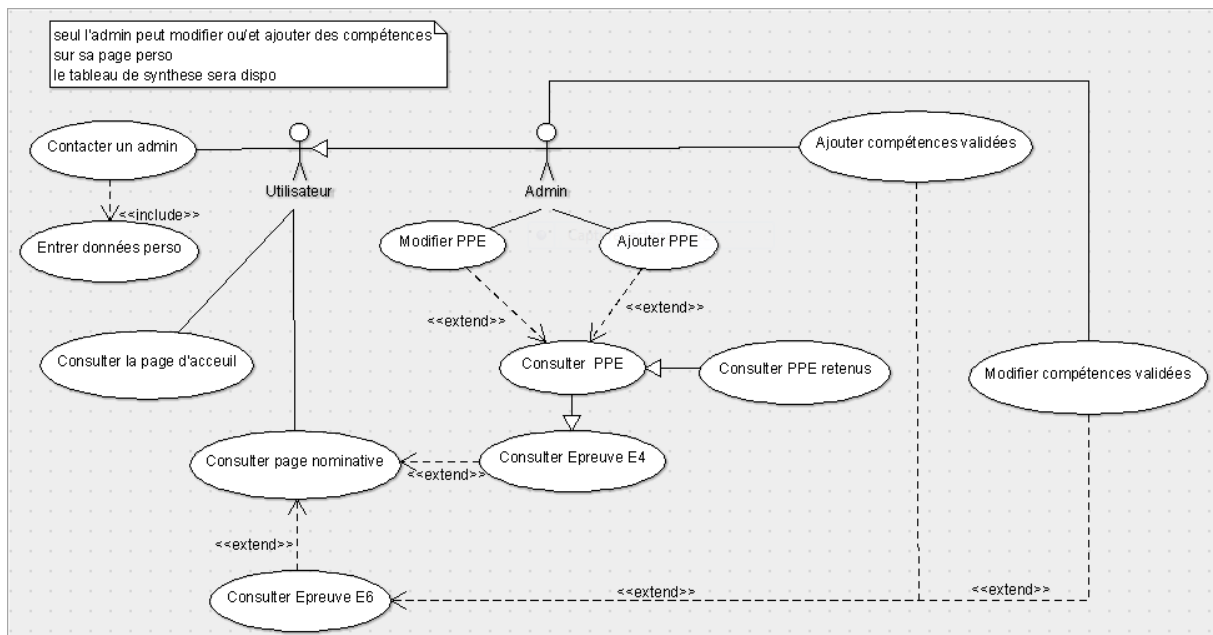 seul l'admin peut modifier ou/et ajouter des compétences
sur sa page perso
le tableau de synthese sera dispo
Contacter un admin
Ajouter compétences validées
Utilisateur
Admin
<<include>>
Entrer données perso
Modifier PPE
Ajouter PPE
<<extend>>
<<extend>>
Consulter la page d'acceuil
Consulter PPE
Consulter PPE retenus
Modifier compétences validées
Consulter page nominative
Consulter Epreuve E4
<<extend>>
<<extend>>
Consulter Epreuve E6
<<extend>>
<<extend>>